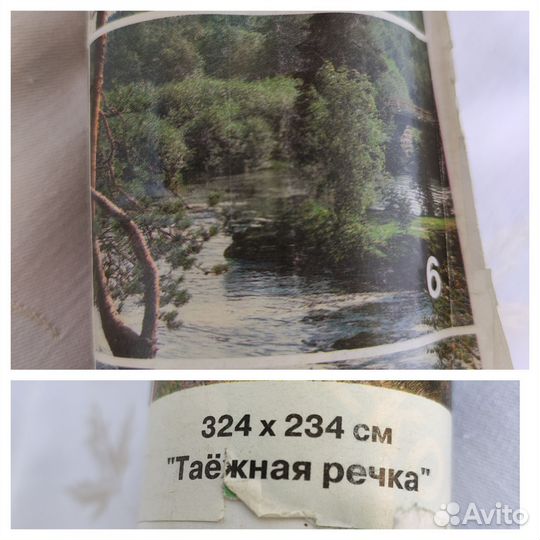 6
324 х 234 см
"Таёжная речка"
Avito